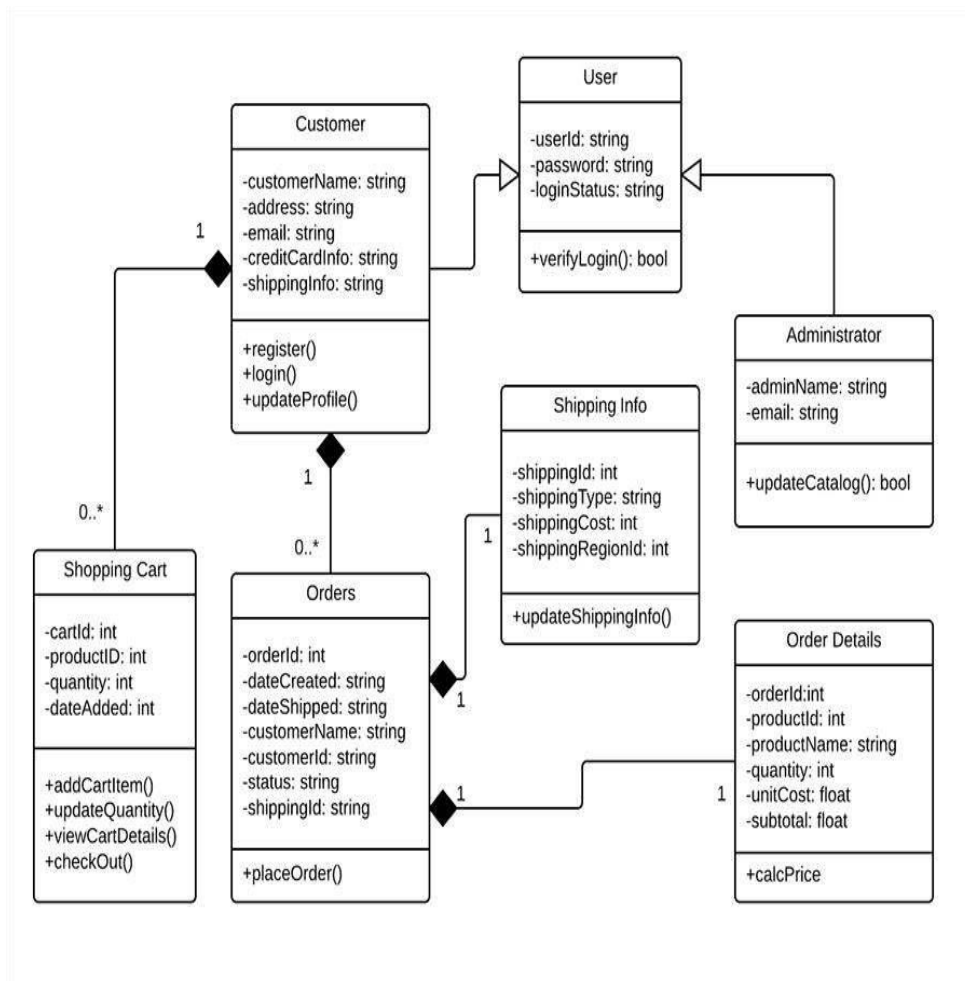 User
-userId: string
-password: string
-loginStatus: string
+verifyLogin(): bool
Customer
-customerName: string
-address: string
-email: string
-creditCardInfo: string
-shippingInfo: string
+register()
+login()
+updateProfile()
1
0..*
1
0..*
Administrator
-adminName: string
-email: string
+updateCatalog(): bool
Shipping Info
-shippingId: int
-shippingType: string
-shippingCost: int
-shippingRegionId: int
+updateShippingInfo()
1
1
Shopping Cart
-cartId: int
-productID: int
-quantity: int
-dateAdded: int
+addCartItem()
+updateQuantity()
+viewCartDetails()
+checkOut()
Orders
-orderId: int
-dateCreated: string
-dateShipped: string
-customerName: string
-customerId: string
-status: string
-shippingId: string
+placeOrder()
1
1
Order Details
-orderId:int
-productId: int
-productName: string
-quantity: int
-unitCost: float
-subtotal: float
+calcPrice